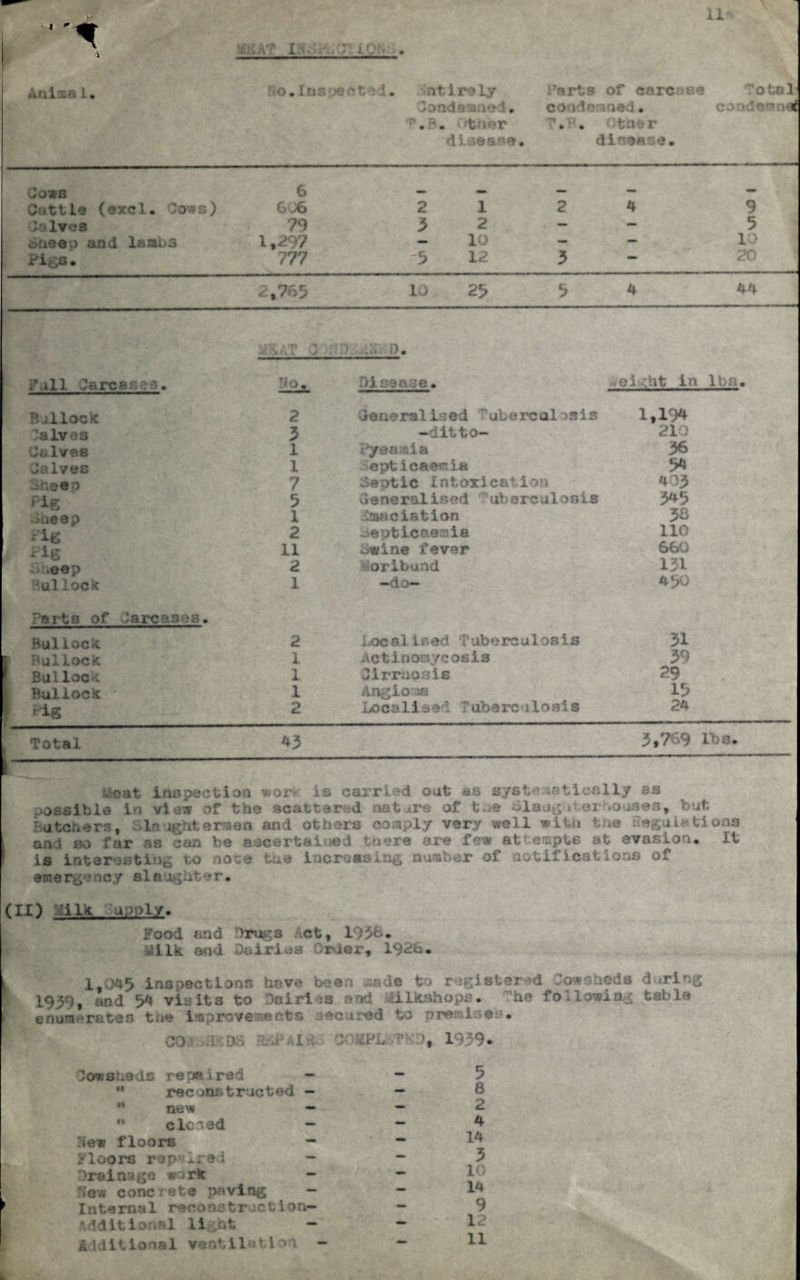 11
MEAT INSPECTIONS.
Animal. No. Inspected. Entirely Parts of carcase Total
Condemned. condemned. condemned
T.B. Other T.B. Other
disease. disease.
Cows 6 — — — — —
Cattle (excl. Cows) 606 2 1 2 4 9
Calves 79 3 2 — — 5
Sheep and lambs 1,297 — 10 — — 10
Pigs. 777 5 12 3 — 20
2,765 10 25 5 4 44
MEAT CONDEMNED.
Full Carcases. No. Disease. Weight in lbs.
Bullock 2 Generalised Tuberculosis 1,194
Calves 3 -ditto- 210
Calves 1 Pyeamia 36
Calves 1 Septicaemia 54
Sheep 7 Septic Intoxication 403
Pig 5 Generalised Tuberculosis 345
Sheep 1 Emaciation 38
Pig 2 Septicaemia 110
Pig 11 Swine fever 660
Sheep 2 Moribund 131
Bullock 1 -do- 450
Parts of Carcases.
Bullock 2 Localised Tuberculosis 31
Bullock 1 Actinomycosis 39
Bullock 1 Cirrhosis 29
Bullock 1 Angioma 15
Pig 2 Localised Tuberculosis 24
Total 43 3,769 lbs.
Meat inspection work is carried out as systematically as
possible in view of the scattered nature of the Slaughterhouses, but
Butchers, Slaughtermen and others comply very well with the Regulations
and so far as can be ascertained there are few attempts at evasion. It
is interesting to note the increasing number of notifications of
emergency slaughter.
(II) Milk Supply.
Food and Drugs Act, 1938.
Milk and Dairies Order, 1926.
1,045 inspections have been made to registered Cowsheds during
1939, and 54 visits to Dairies and Milkshops. The following table
enumerates the improvements secured to premises.
COWSHEDS REPAIRS COMPLETED, 1939.
Cowsheds repaired — — 5
" reconstructed — — 8
" new — — 2
" closed — — 4
New floors — — 14
Floors repaired — — 3
Drainage work — — 10
New concrete paving — — 14
Internal reconstruction— — 9
Additional light — — 12
Additional ventilation — — 11